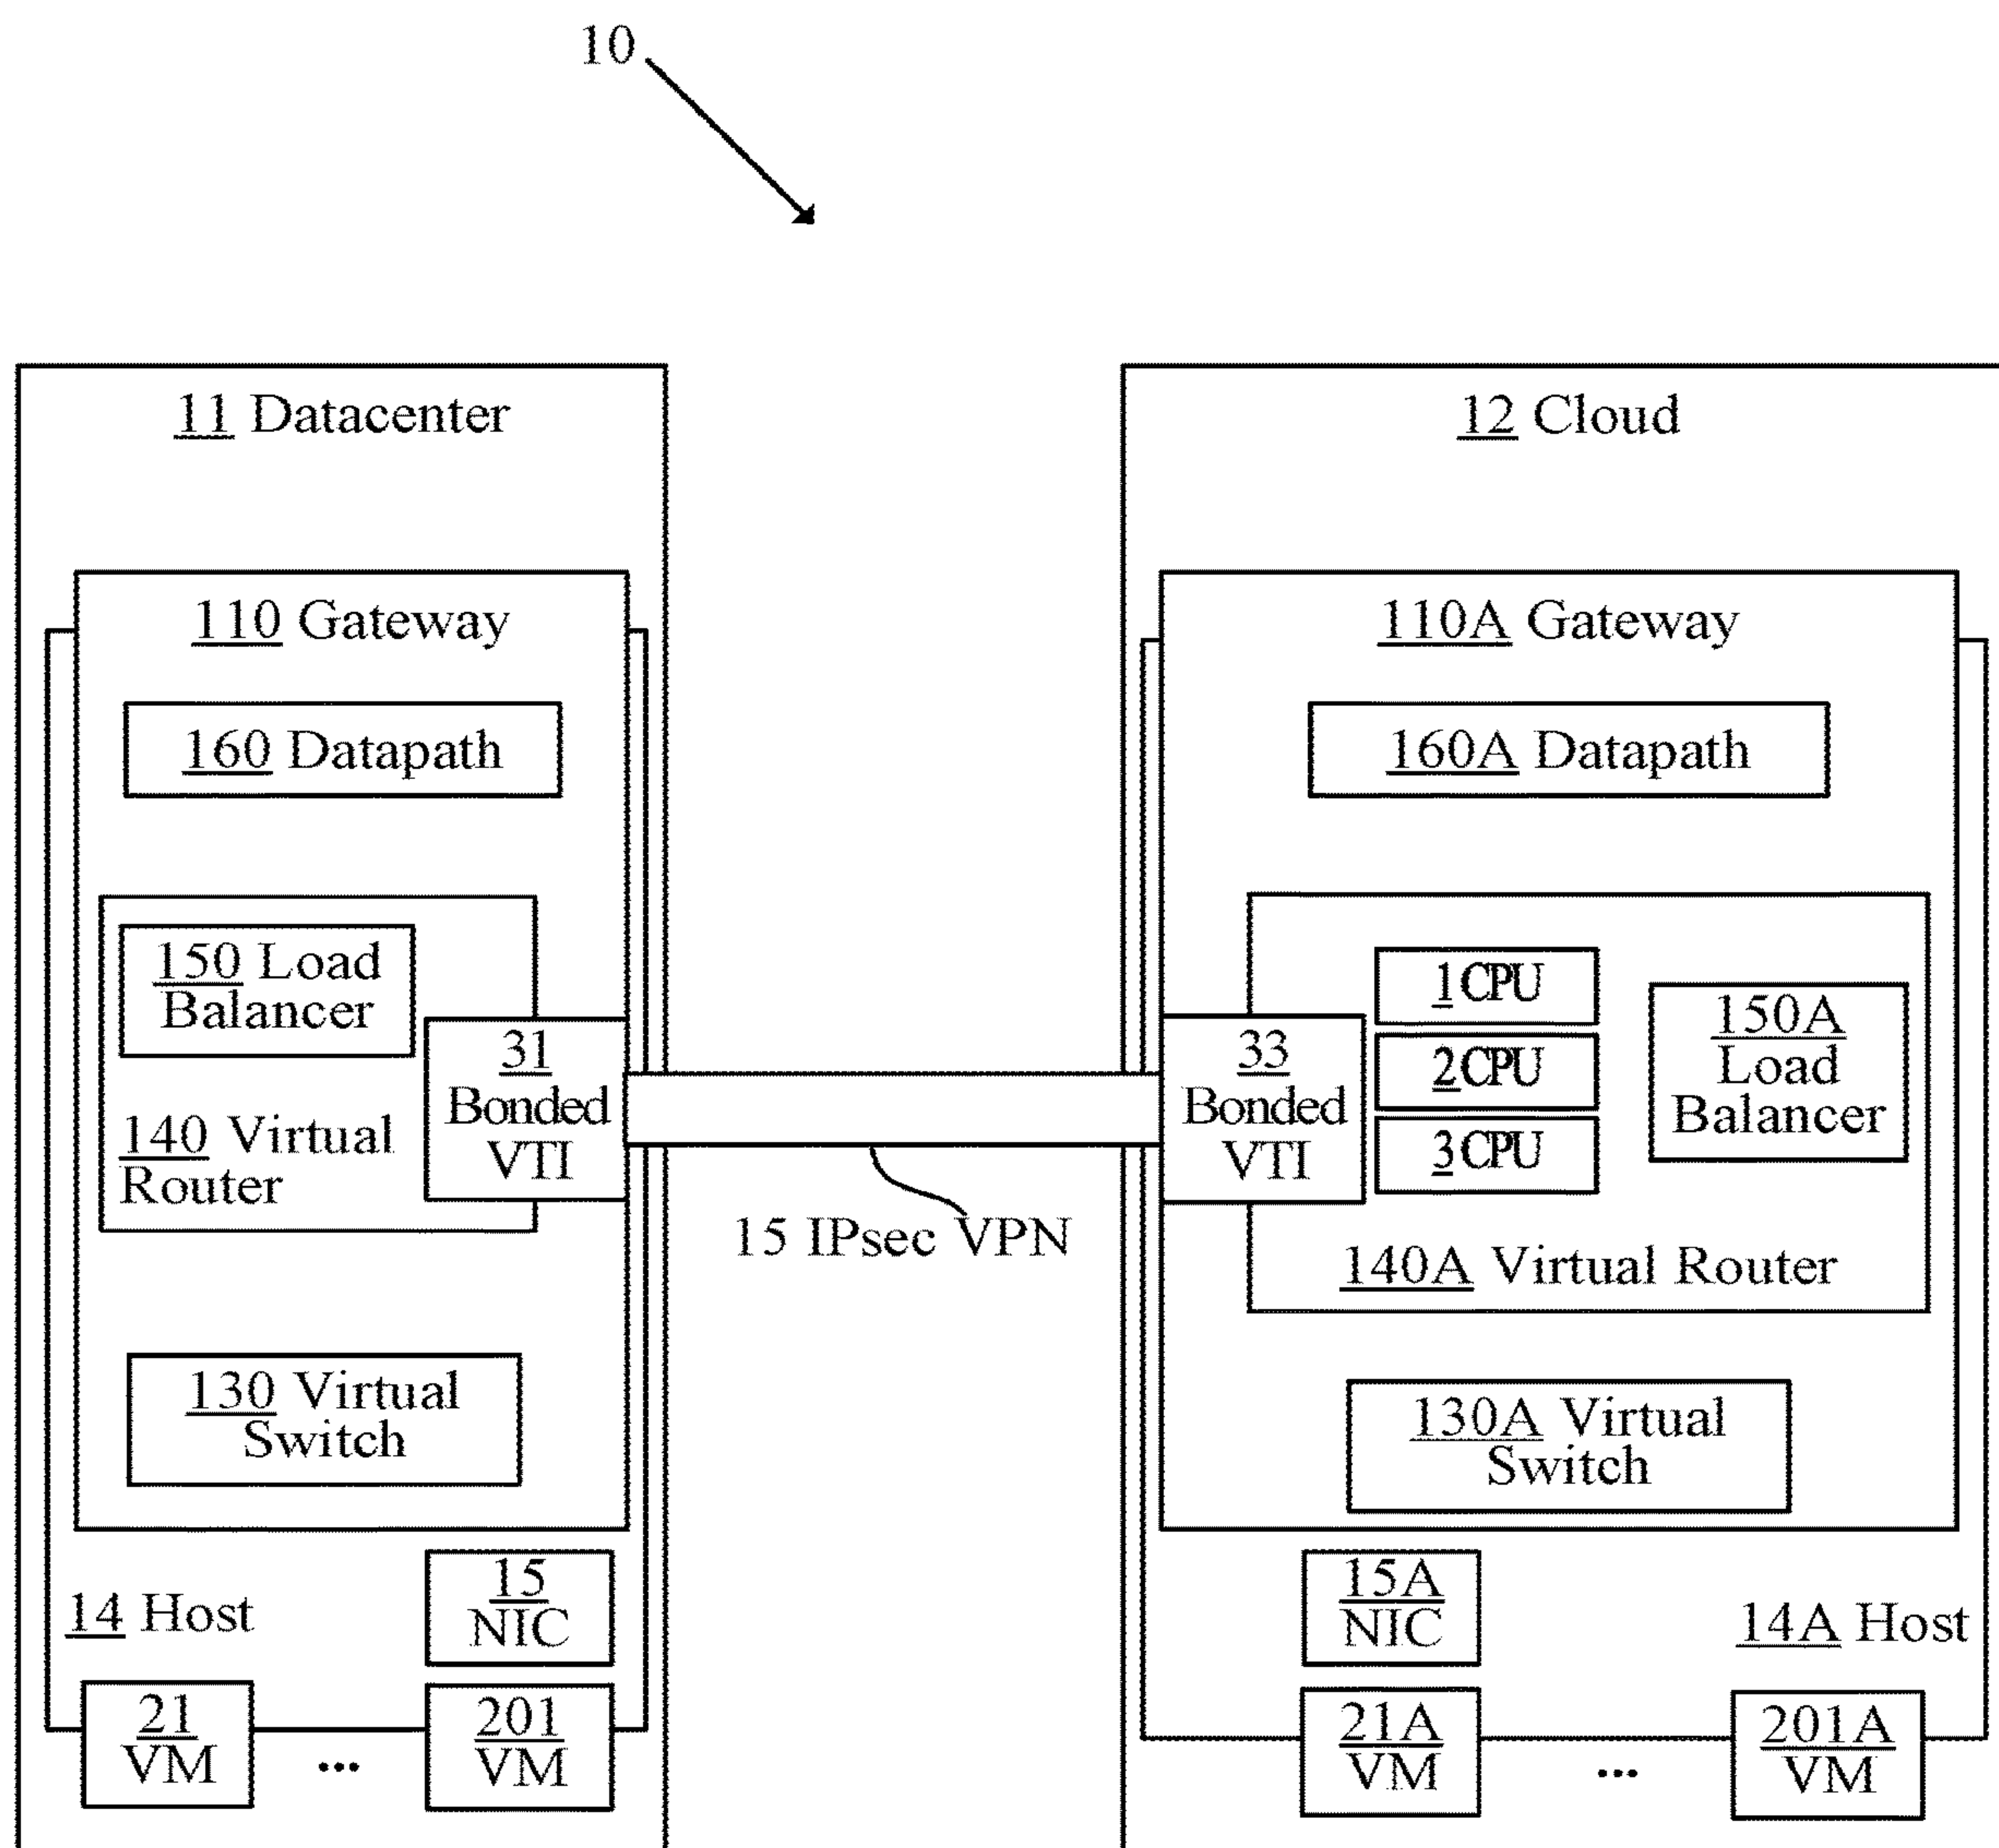 10
11 Datacenter
110 Gateway
160 Datapath
150 Load
Balancer
31
Bonded
VTI
140 Virtual
Router
130 Virtual
Switch
15
NIC
14 Host
21
VM
...
201
VM
15 IPsec VPN
12 Cloud
110A Gateway
160A Datapath
1 CPU
2 CPU
3 CPU
150A
Load
Balancer
33
Bonded
VTI
140A Virtual Router
130A Virtual
Switch
15A
NIC
14A Host
21A
VM
...
201A
VM